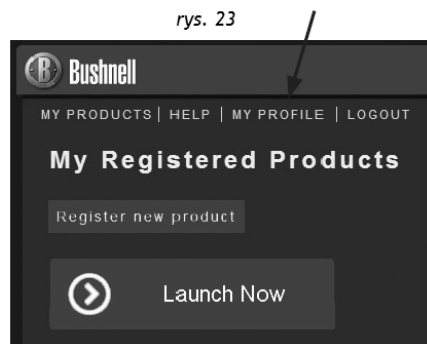 rys. 23
B Bushnell
MY PRODUCTS | HELP | MY PROFILE | LOGOUT
My Registered Products
Register new product
Launch Now